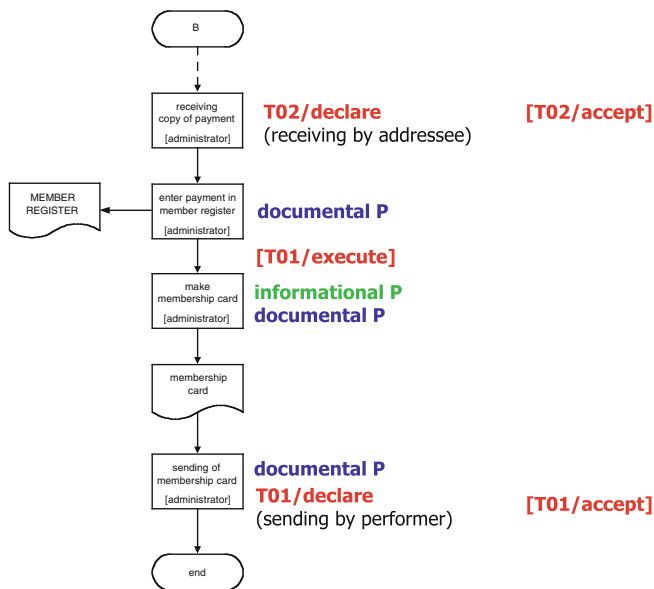 B
receiving
copy of payment
[administrator]
T02/declare
(receiving by addressee)
[T02/accept]
MEMBER
REGISTER
enter payment in
member register
[administrator]
documental P
[T01/execute]
make
membership card
[administrator]
informational P
documental P
membership
card
sending of
membership card
[administrator]
documental P
T01/declare
(sending by performer)
[T01/accept]
end